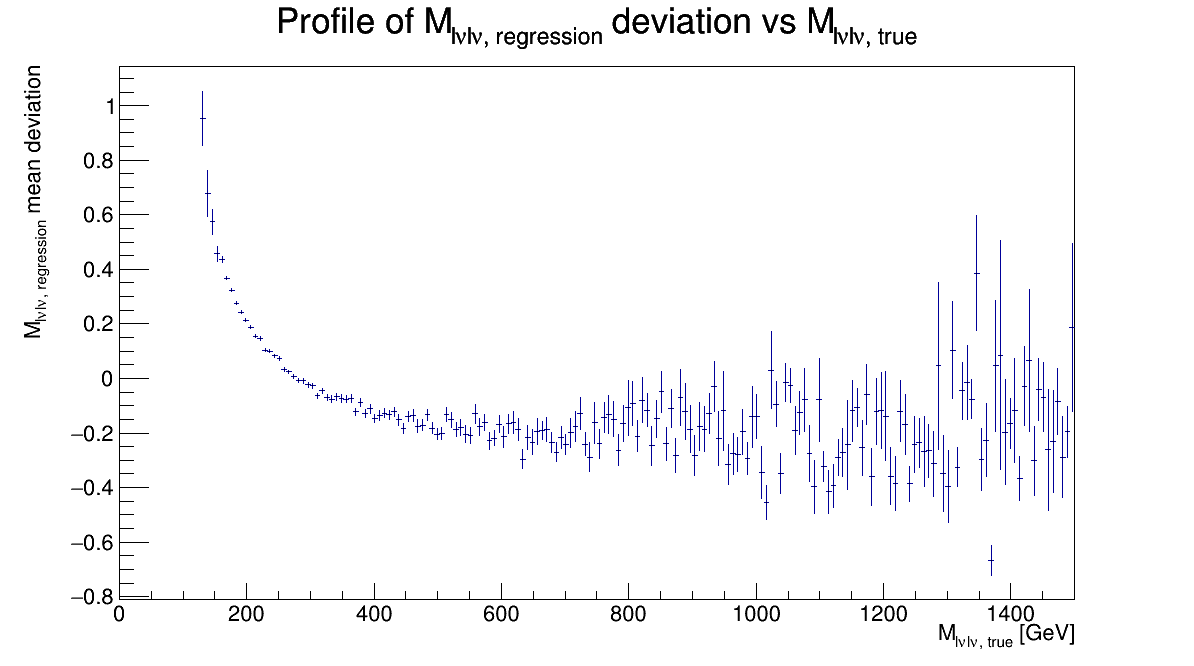 Profile of M_lνlν, regression deviation vs M_lνlν, true
M_lνlν, regression mean deviation
1
0.8
0.6
0.4
0.2
0
−0.2
−0.4
−0.6
−0.8
0 200 400 600 800 1000 1200 1400
M_lνlν, true [GeV]